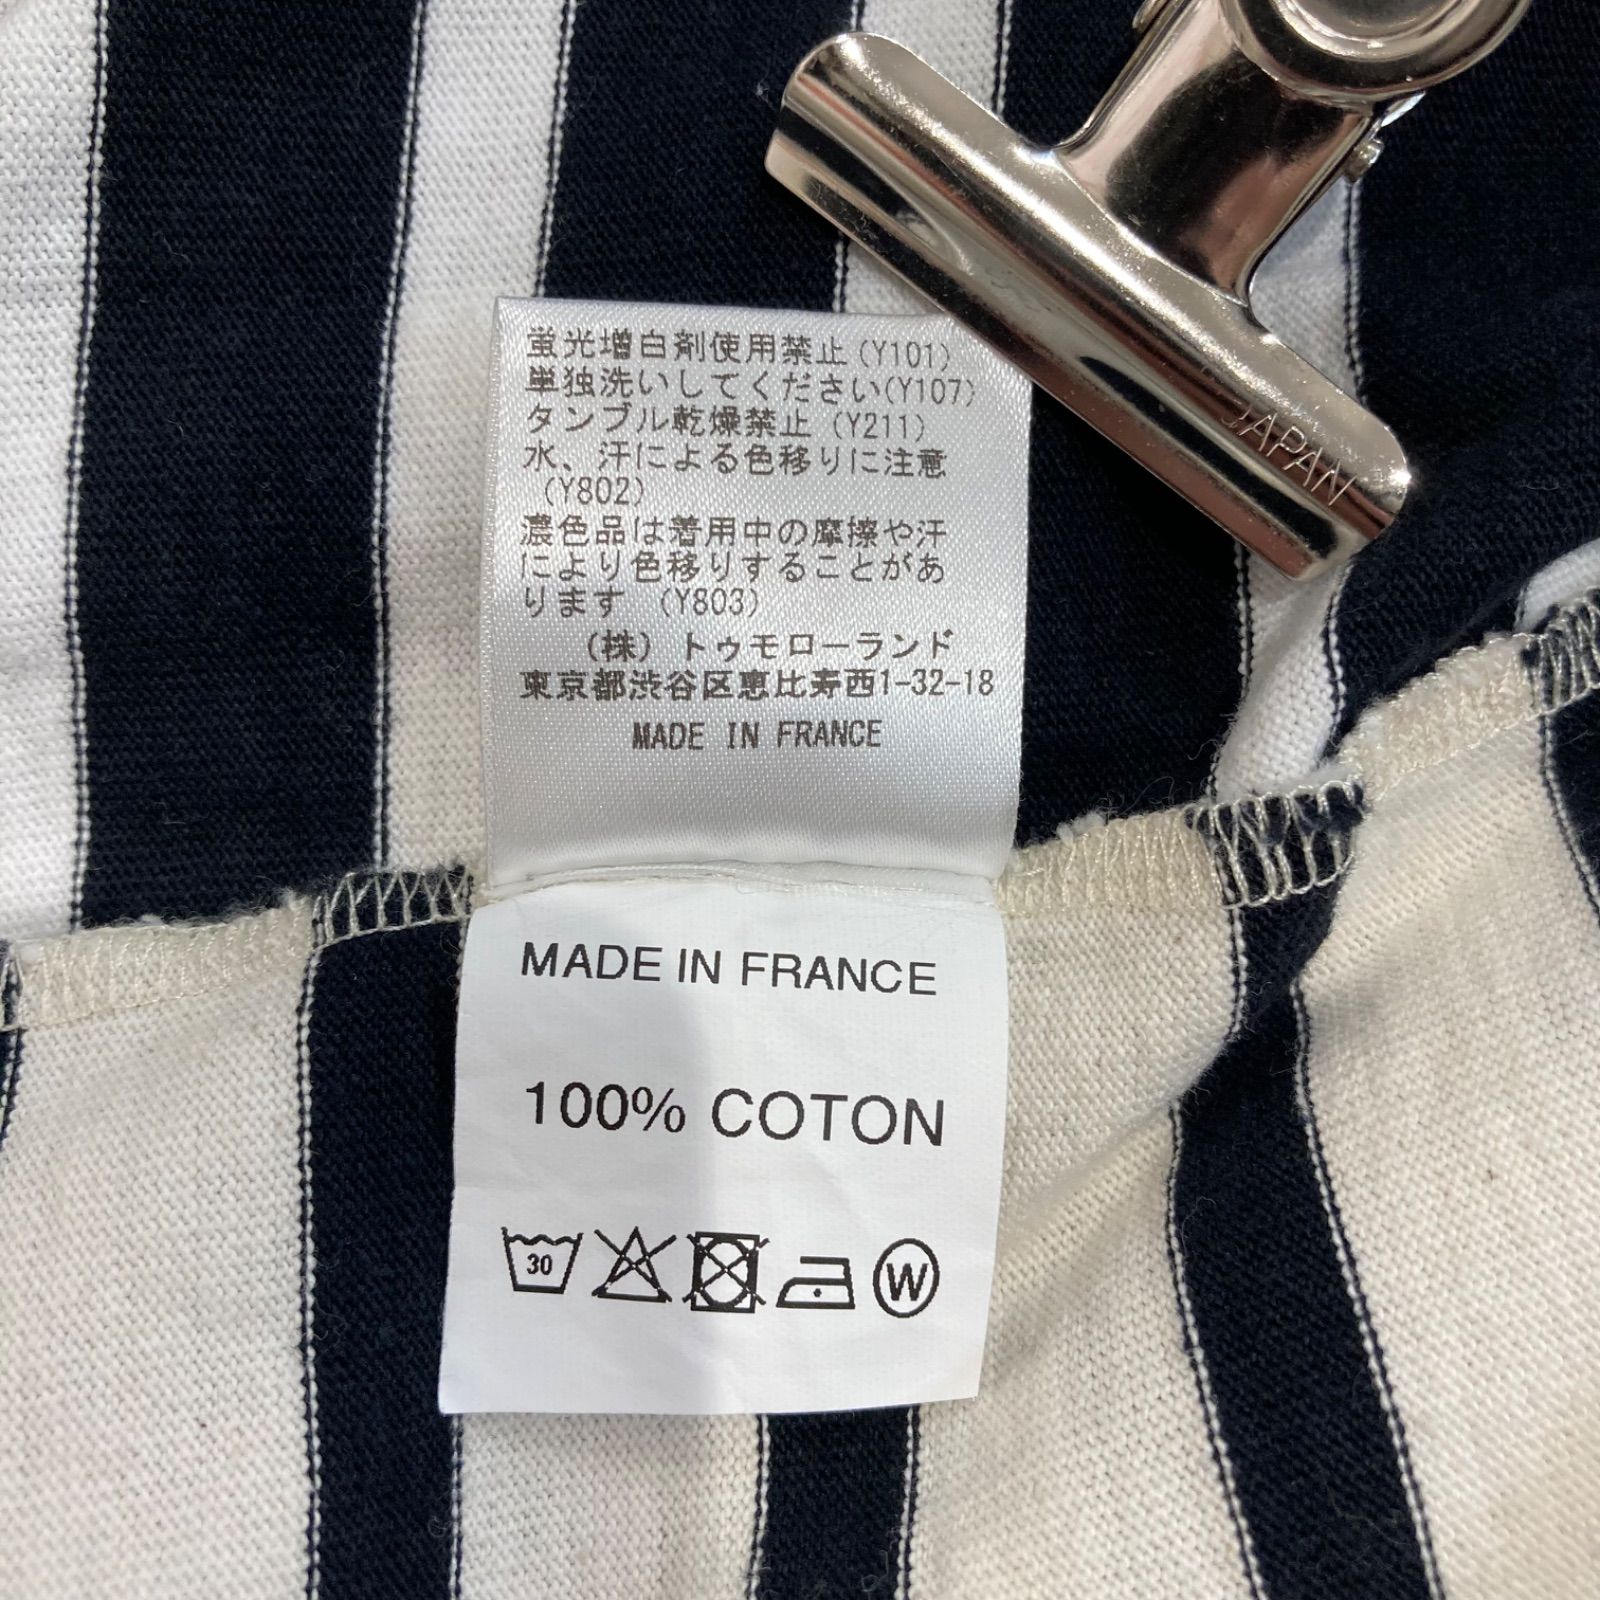 JAPAN
蛍光増白剤使用禁止(Y101)
単独洗いしてください(Y107)
タンブル乾燥禁止(Y211)
水、汗による色移りに注意
(Y802)
濃色品は着用中の摩擦や汗
により色移りすることがあ
ります (Y803)
(株) トゥモローランド
東京都渋谷区恵比寿西1-32-18
MADE IN FRANCE
MADE IN FRANCE
100% COTON
30 W